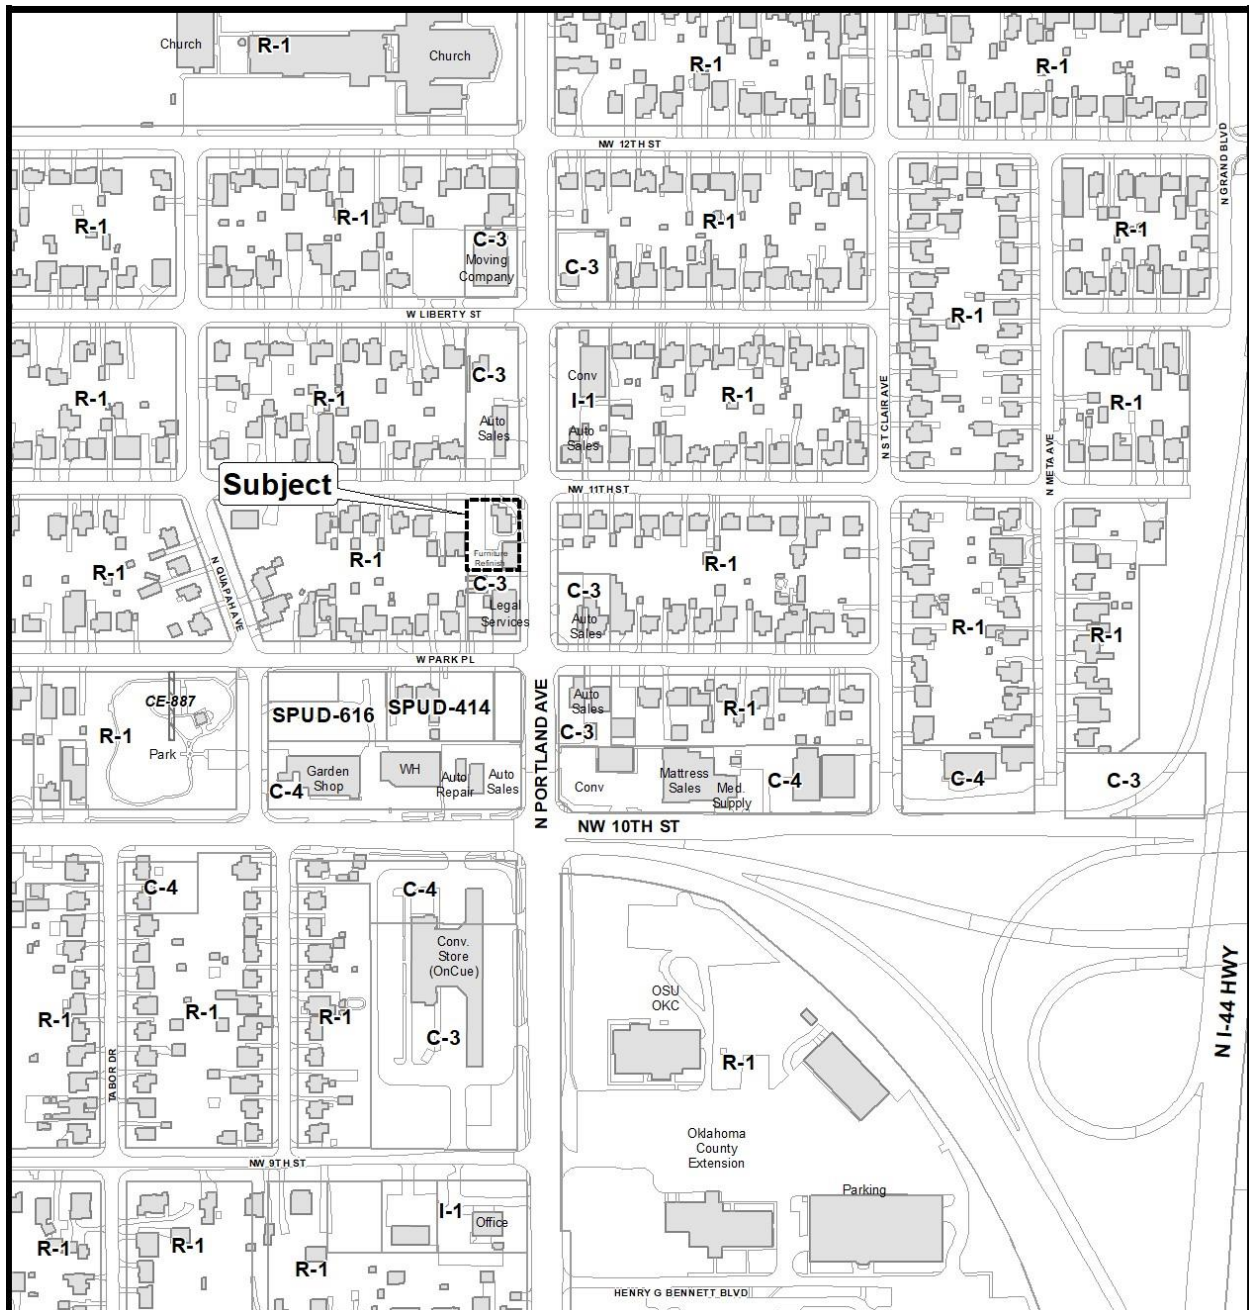 Church
R-1
Church
R-1
R-1
NW 12TH ST
N GRAND BLVD
R-1
R-1
C-3
Moving
Company
C-3
R-1
R-1
W LIBERTY ST
R-1
R-1
R-1
C-3
Auto
Sales
Conv
I-1
Auto
Sales
R-1
N ST CLAIR AVE
R-1
N META AVE
Subject
NW 11TH ST
R-1
N QUAPAH AVE
R-1
Furniture
Refinish
C-3
Legal
Services
C-3
Auto
Sales
R-1
R-1
R-1
W PARK PL
CE-887
R-1
Park
SPUD-616
SPUD-414
Auto
Sales
C-3
R-1
Garden
Shop
C-4
WH
Auto
Repair
Auto
Sales
N PORTLAND AVE
Conv
Mattress
Sales
Med.
Supply
C-4
C-4
C-3
NW 10TH ST
C-4
C-4
Conv.
Store
(OnCue)
C-3
R-1
R-1
R-1
TABOR DR
OSU
OKC
R-1
N I-44 HWY
Oklahoma
County
Extension
NW 9TH ST
Parking
I-1
Office
R-1
R-1
R-1
HENRY G BENNETT BLVD